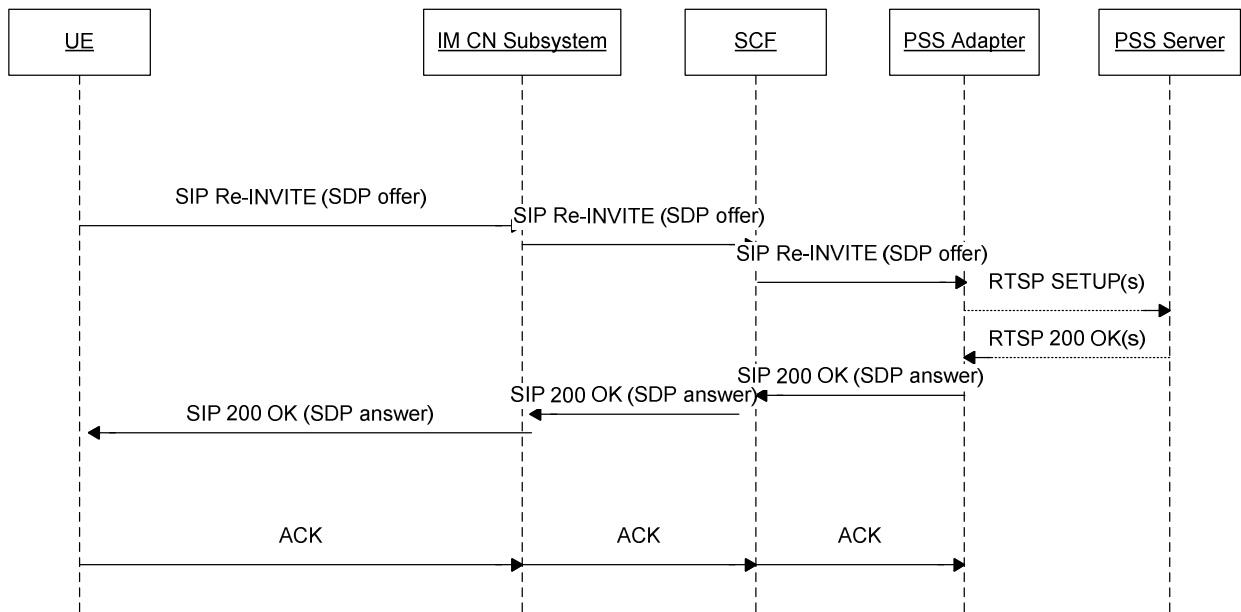 UE
IM CN Subsystem
SCF
PSS Adapter
PSS Server
SIP Re-INVITE (SDP offer)
SIP Re-INVITE (SDP offer)
SIP Re-INVITE (SDP offer)
RTSP SETUP(s)
RTSP 200 OK(s)
SIP 200 OK (SDP answer)
SIP 200 OK (SDP answer)
SIP 200 OK (SDP answer)
ACK
ACK
ACK